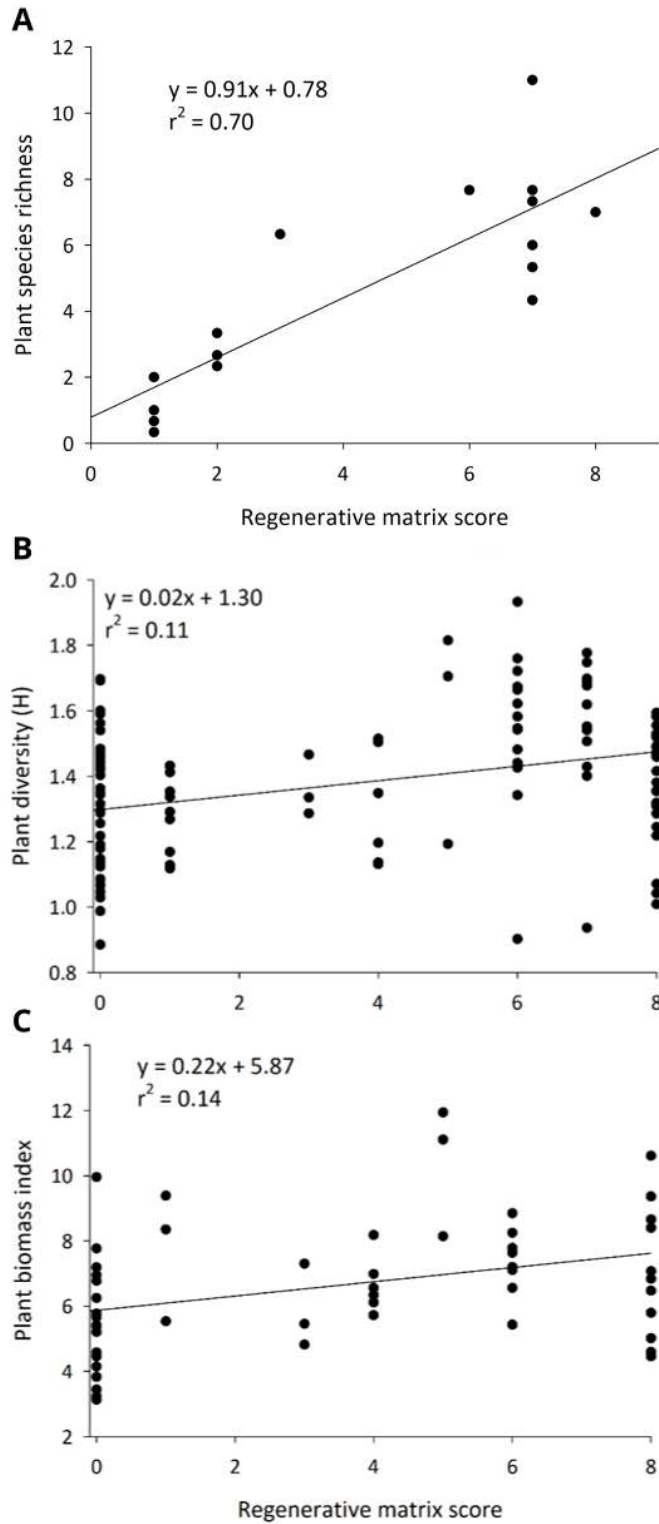 A
12
10
8
6
4
2
0
Plant species richness
y = 0.91x + 0.78
r² = 0.70
0 2 4 6 8
Regenerative matrix score
B
2.0
1.8
1.6
1.4
1.2
1.0
0.8
Plant diversity (H)
y = 0.02x + 1.30
r² = 0.11
0 2 4 6 8
C
14
12
10
8
6
4
2
Plant biomass index
y = 0.22x + 5.87
r² = 0.14
0 2 4 6 8
Regenerative matrix score